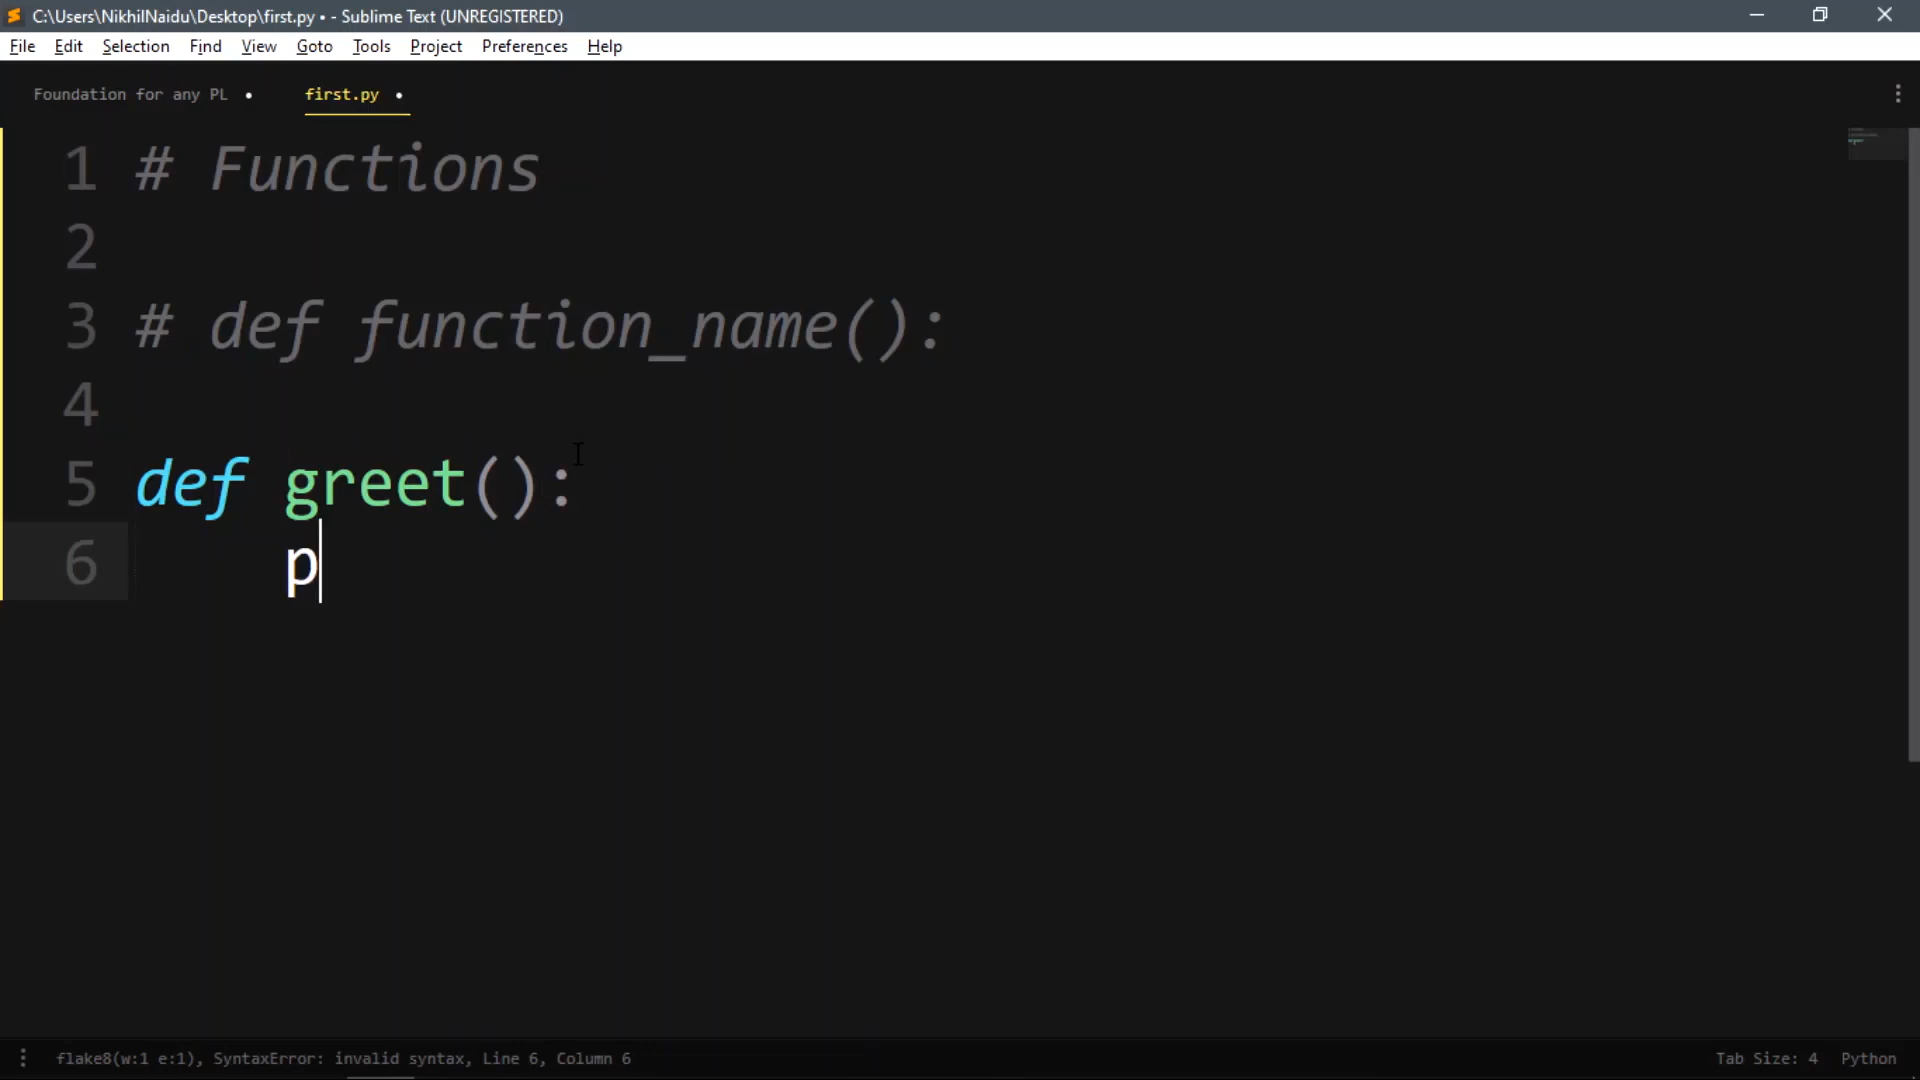 C:\Users\NikhilNaidu\Desktop\first.py • - Sublime Text (UNREGISTERED)
File Edit Selection Find View Goto Tools Project Preferences Help
Foundation for any PL • first.py •
1 # Functions
2
3 # def function_name():
4
5 def greet():
6 p
flake8(w:1 e:1), SyntaxError: invalid syntax, Line 6, Column 6 Tab Size: 4 Python